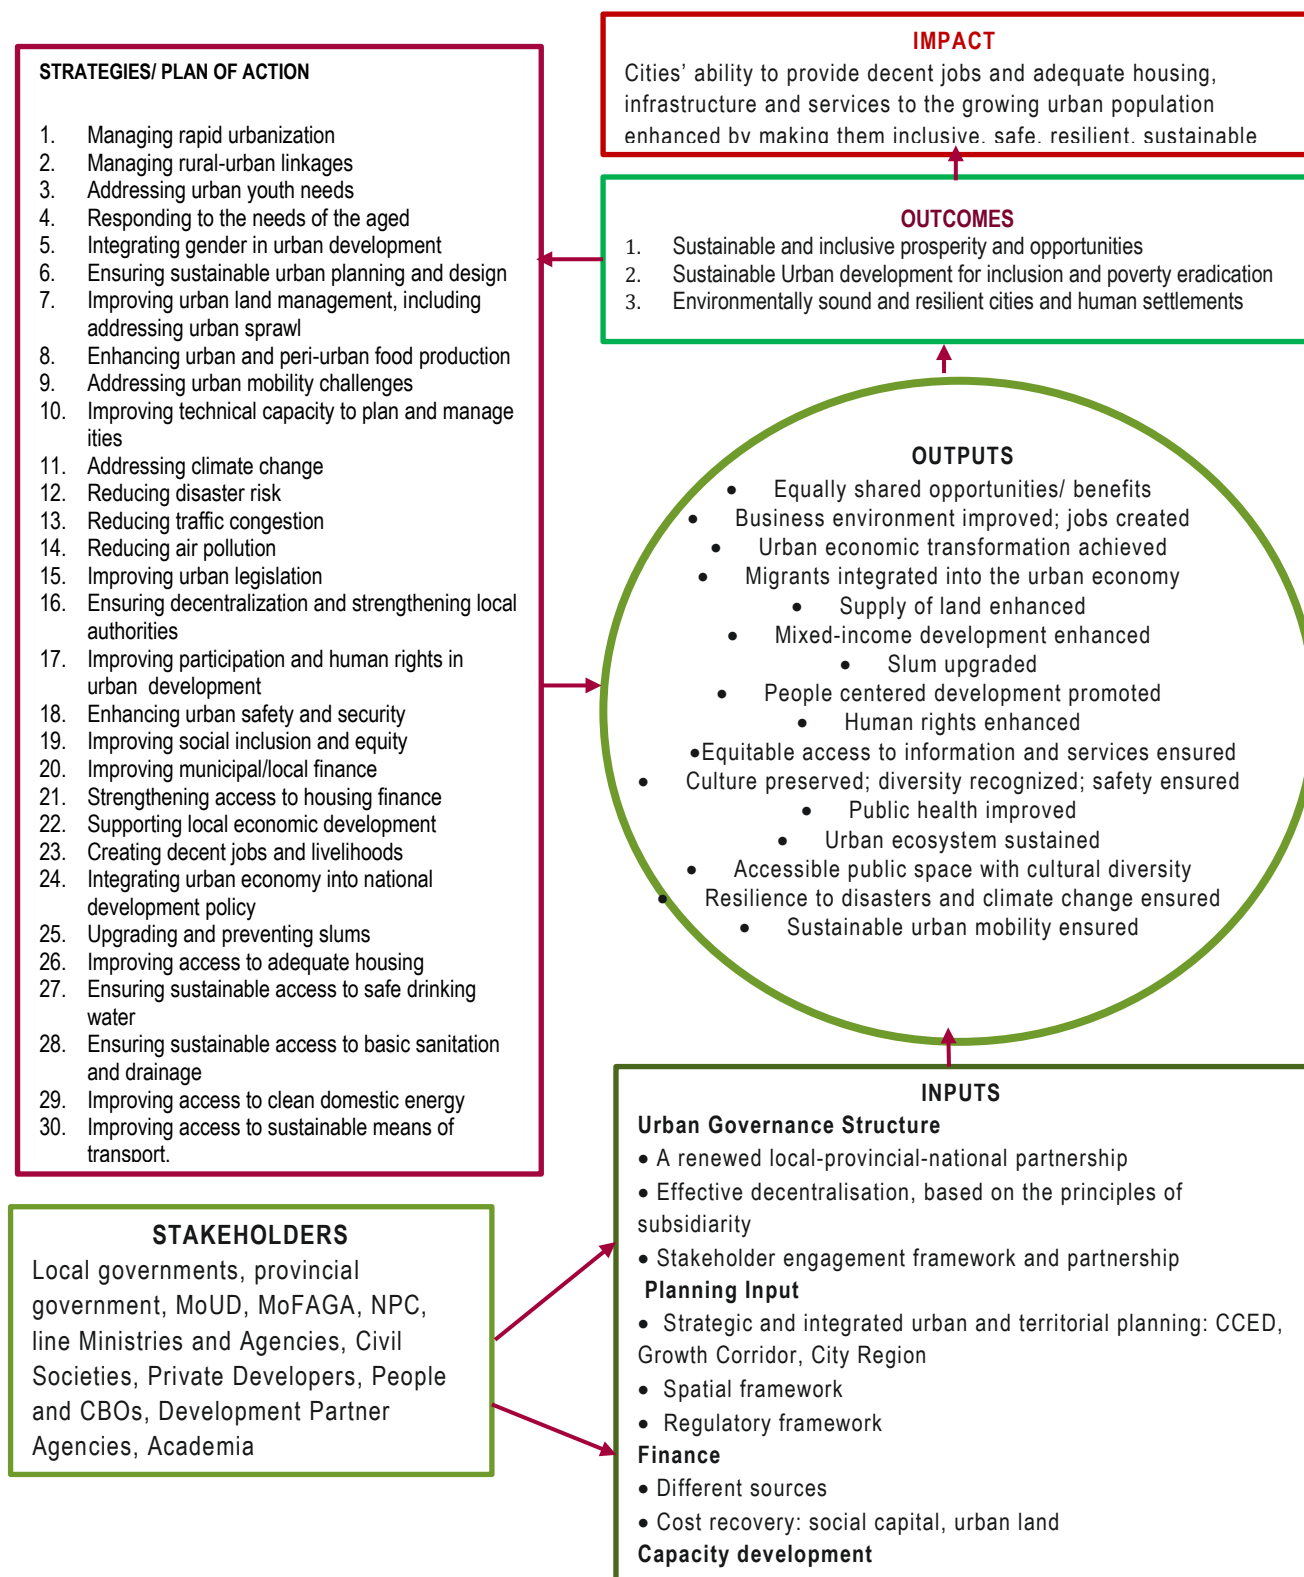 STRATEGIES/ PLAN OF ACTION
1. Managing rapid urbanization
2. Managing rural-urban linkages
3. Addressing urban youth needs
4. Responding to the needs of the aged
5. Integrating gender in urban development
6. Ensuring sustainable urban planning and design
7. Improving urban land management, including
addressing urban sprawl
8. Enhancing urban and peri-urban food production
9. Addressing urban mobility challenges
10. Improving technical capacity to plan and manage
ities
11. Addressing climate change
12. Reducing disaster risk
13. Reducing traffic congestion
14. Reducing air pollution
15. Improving urban legislation
16. Ensuring decentralization and strengthening local
authorities
17. Improving participation and human rights in
urban development
18. Enhancing urban safety and security
19. Improving social inclusion and equity
20. Improving municipal/local finance
21. Strengthening access to housing finance
22. Supporting local economic development
23. Creating decent jobs and livelihoods
24. Integrating urban economy into national
development policy
25. Upgrading and preventing slums
26. Improving access to adequate housing
27. Ensuring sustainable access to safe drinking
water
28. Ensuring sustainable access to basic sanitation
and drainage
29. Improving access to clean domestic energy
30. Improving access to sustainable means of
transport.
IMPACT
Cities' ability to provide decent jobs and adequate housing,
infrastructure and services to the growing urban population
enhanced by making them inclusive, safe, resilient, sustainable
OUTCOMES
1. Sustainable and inclusive prosperity and opportunities
2. Sustainable Urban development for inclusion and poverty eradication
3. Environmentally sound and resilient cities and human settlements
OUTPUTS
• Equally shared opportunities/ benefits
• Business environment improved; jobs created
• Urban economic transformation achieved
• Migrants integrated into the urban economy
• Supply of land enhanced
• Mixed-income development enhanced
• Slum upgraded
• People centered development promoted
• Human rights enhanced
•Equitable access to information and services ensured
• Culture preserved; diversity recognized; safety ensured
• Public health improved
• Urban ecosystem sustained
• Accessible public space with cultural diversity
• Resilience to disasters and climate change ensured
• Sustainable urban mobility ensured
STAKEHOLDERS
Local governments, provincial
government, MoUD, MoFAGA, NPC,
line Ministries and Agencies, Civil
Societies, Private Developers, People
and CBOs, Development Partner
Agencies, Academia
INPUTS
Urban Governance Structure
• A renewed local-provincial-national partnership
• Effective decentralisation, based on the principles of
subsidiarity
• Stakeholder engagement framework and partnership
Planning Input
• Strategic and integrated urban and territorial planning: CCED,
Growth Corridor, City Region
• Spatial framework
• Regulatory framework
Finance
• Different sources
• Cost recovery: social capital, urban land
Capacity development